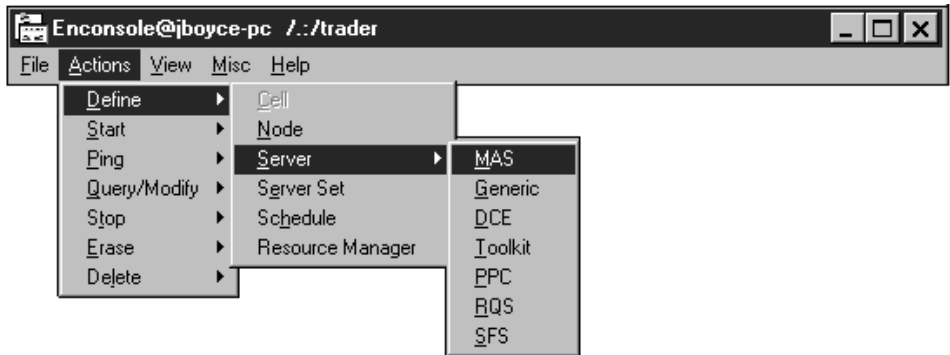 Enconsole@jboyce-pc /.:/trader
File Actions View Misc Help
Define
Start
Ping
Query/Modify
Stop
Erase
Delete
Cell
Node
Server
Server Set
Schedule
Resource Manager
MAS
Generic
DCE
Toolkit
PPC
RQS
SFS